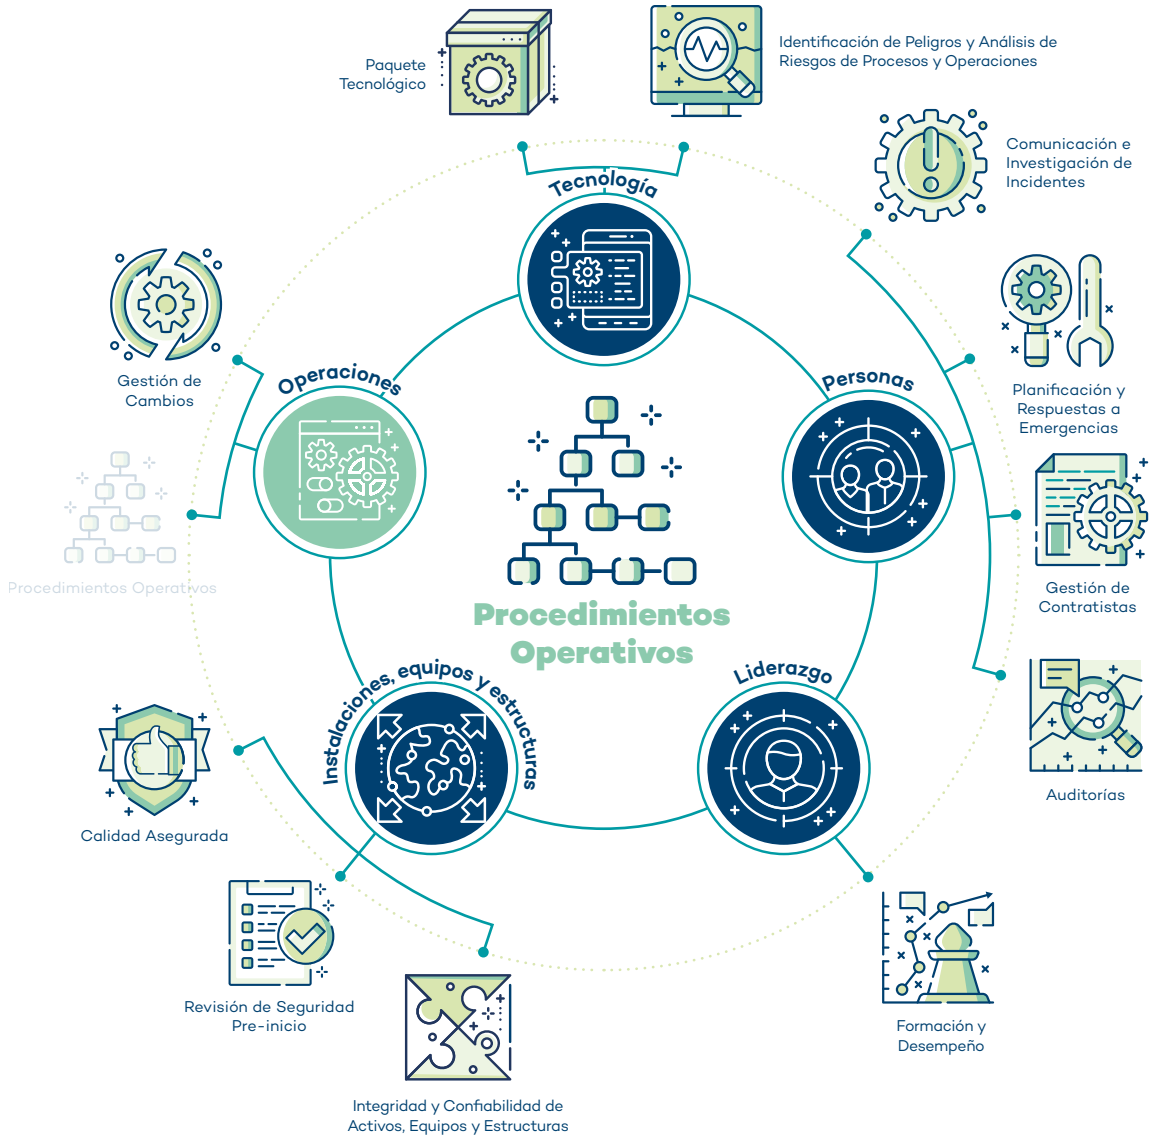 Paquete
Tecnológico
Identificación de Peligros y Análisis de
Riesgos de Procesos y Operaciones
Comunicación e
Investigación de
Incidentes
Tecnología
Planificación y
Respuestas a
Emergencias
Gestión de
Cambios
Operaciones
Personas
Gestión de
Contratistas
Procedimientos Operativos
Procedimientos
Operativos
Instalaciones, equipos y estructuras
Liderazgo
Auditorías
Calidad Asegurada
Revisión de Seguridad
Pre-inicio
Formación y
Desempeño
Integridad y Confiabilidad de
Activos, Equipos y Estructuras